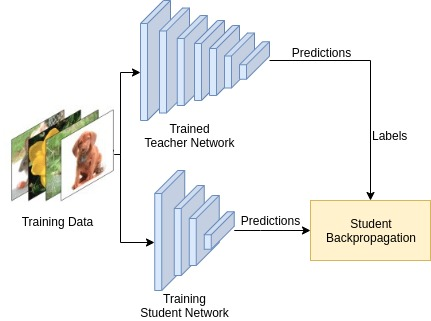 Predictions
Trained
Teacher Network
Labels
Training Data
Predictions
Student
Backpropagation
Training
Student Network